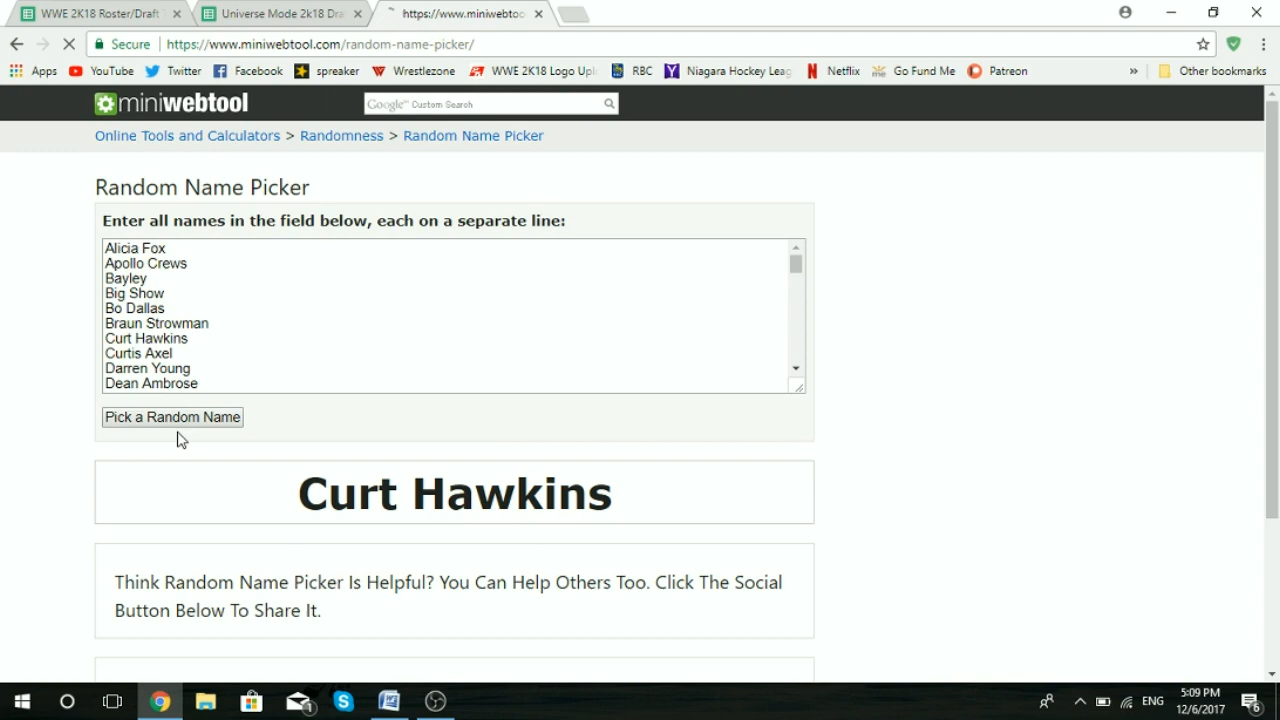 WWE 2K18 Roster/Draft
Universe Mode 2k18 Dra
https://www.miniwebtoo
Secure
https://www.miniwebtool.com/random-name-picker/
Apps YouTube Twitter Facebook spreaker Wrestlezone WWE 2K18 Logo Upl RBC Niagara Hockey Leag Netflix Go Fund Me Patreon » Other bookmarks
miniwebtool
Google™ Custom Search
Online Tools and Calculators > Randomness > Random Name Picker
Random Name Picker
Enter all names in the field below, each on a separate line:
Alicia Fox
Apollo Crews
Bayley
Big Show
Bo Dallas
Braun Strowman
Curt Hawkins
Curtis Axel
Darren Young
Dean Ambrose
Pick a Random Name
Curt Hawkins
Think Random Name Picker Is Helpful? You Can Help Others Too. Click The Social
Button Below To Share It.
1
ENG
5:09 PM
12/6/2017
6